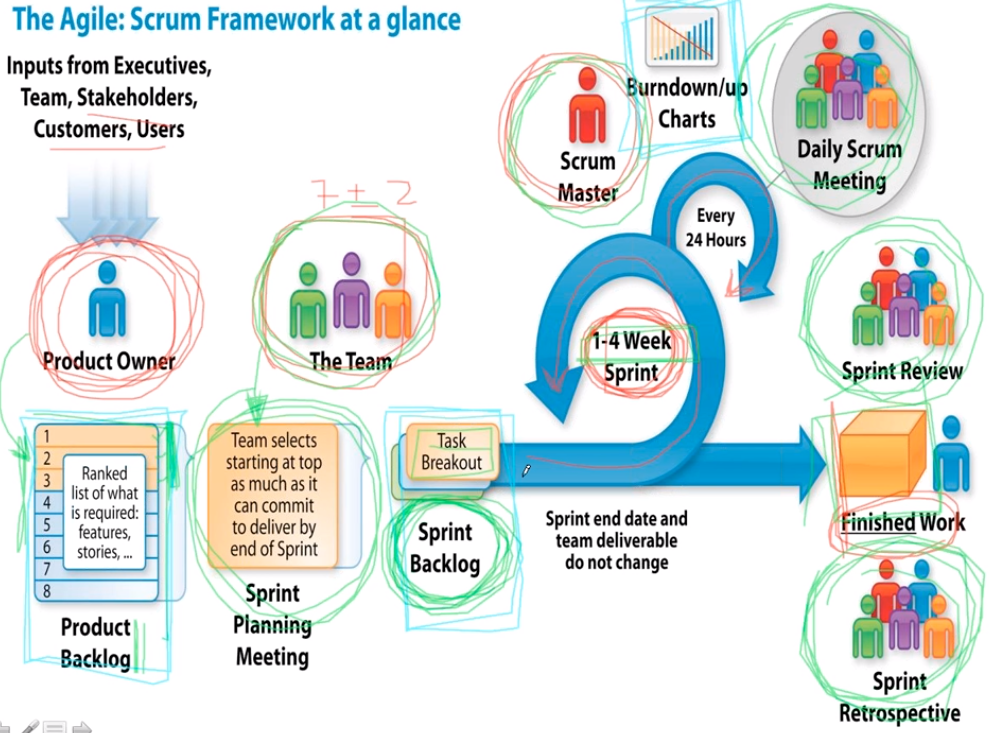 The Agile: Scrum Framework at a glance
Inputs from Executives,
Team, Stakeholders,
Customers, Users
Product Owner
7 ± 2
The Team
Scrum
Master
Burndown/up
Charts
Daily Scrum
Meeting
Every
24 Hours
1-4 Week
Sprint
Sprint Review
1
2
3
4
5
6
7
8
Ranked
list of what
is required:
features,
stories, ...
Product
Backlog
Team selects
starting at top
as much as it
can commit
to deliver by
end of Sprint
Sprint
Planning
Meeting
Task
Breakout
Sprint
Backlog
Sprint end date and
team deliverable
do not change
Finished Work
Sprint
Retrospective